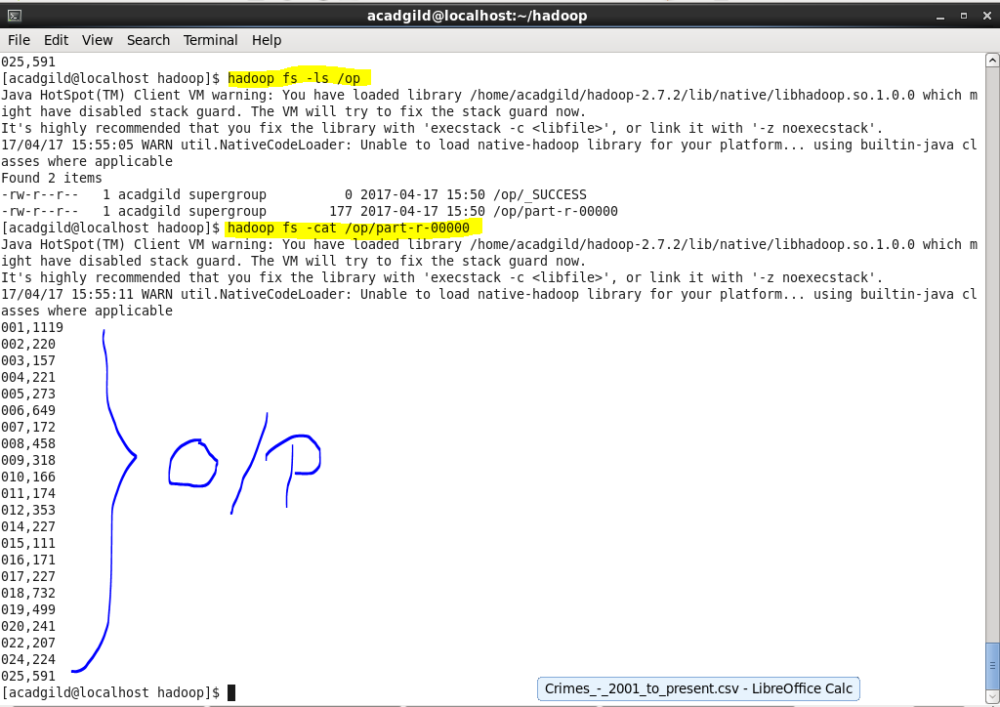 acadgild@localhost:~/hadoop
File Edit View Search Terminal Help
025,591
[acadgild@localhost hadoop]$ hadoop fs -ls /op
Java HotSpot(TM) Client VM warning: You have loaded library /home/acadgild/hadoop-2.7.2/lib/native/libhadoop.so.1.0.0 which m
ight have disabled stack guard. The VM will try to fix the stack guard now.
It's highly recommended that you fix the library with 'execstack -c <libfile>', or link it with '-z noexecstack'.
17/04/17 15:55:05 WARN util.NativeCodeLoader: Unable to load native-hadoop library for your platform... using builtin-java cl
asses where applicable
Found 2 items
-rw-r--r--   1 acadgild supergroup          0 2017-04-17 15:50 /op/_SUCCESS
-rw-r--r--   1 acadgild supergroup        177 2017-04-17 15:50 /op/part-r-00000
[acadgild@localhost hadoop]$ hadoop fs -cat /op/part-r-00000
Java HotSpot(TM) Client VM warning: You have loaded library /home/acadgild/hadoop-2.7.2/lib/native/libhadoop.so.1.0.0 which m
ight have disabled stack guard. The VM will try to fix the stack guard now.
It's highly recommended that you fix the library with 'execstack -c <libfile>', or link it with '-z noexecstack'.
17/04/17 15:55:11 WARN util.NativeCodeLoader: Unable to load native-hadoop library for your platform... using builtin-java cl
asses where applicable
001,1119
002,220
003,157
004,221
005,273
006,649
007,172
008,458
009,318
010,166
011,174
012,353
014,227
015,111
016,171
017,227
018,732
019,499
020,241
022,207
024,224
025,591
O/P
[acadgild@localhost hadoop]$
Crimes_-_2001_to_present.csv - LibreOffice Calc